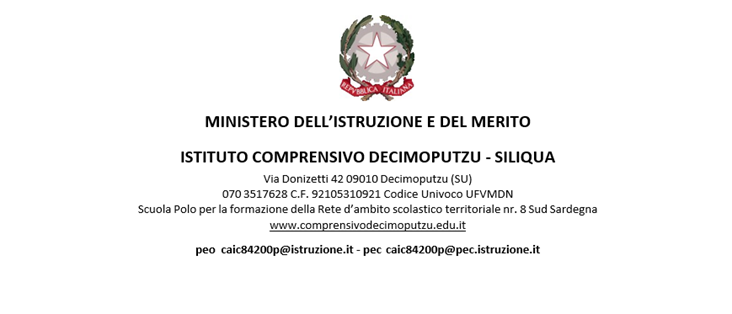 REPVBBLICA ITALIANA
MINISTERO DELL'ISTRUZIONE E DEL MERITO
ISTITUTO COMPRENSIVO DECIMOPUTZU - SILIQUA
Via Donizetti 42 09010 Decimoputzu (SU)
070 3517628 C.F. 92105310921 Codice Univoco UFVMDN
Scuola Polo per la formazione della Rete d'ambito scolastico territoriale nr. 8 Sud Sardegna
www.comprensivodecimoputzu.edu.it
peo caic84200p@istruzione.it - pec caic84200p@pec.istruzione.it